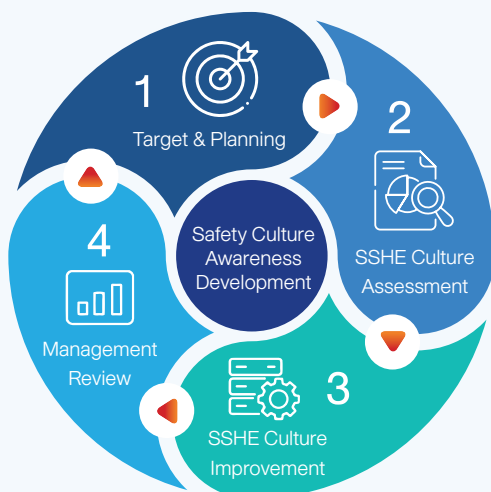 1
Target & Planning
2
SSHE Culture
Assessment
3
SSHE Culture
Improvement
4
Management
Review
Safety Culture
Awareness
Development